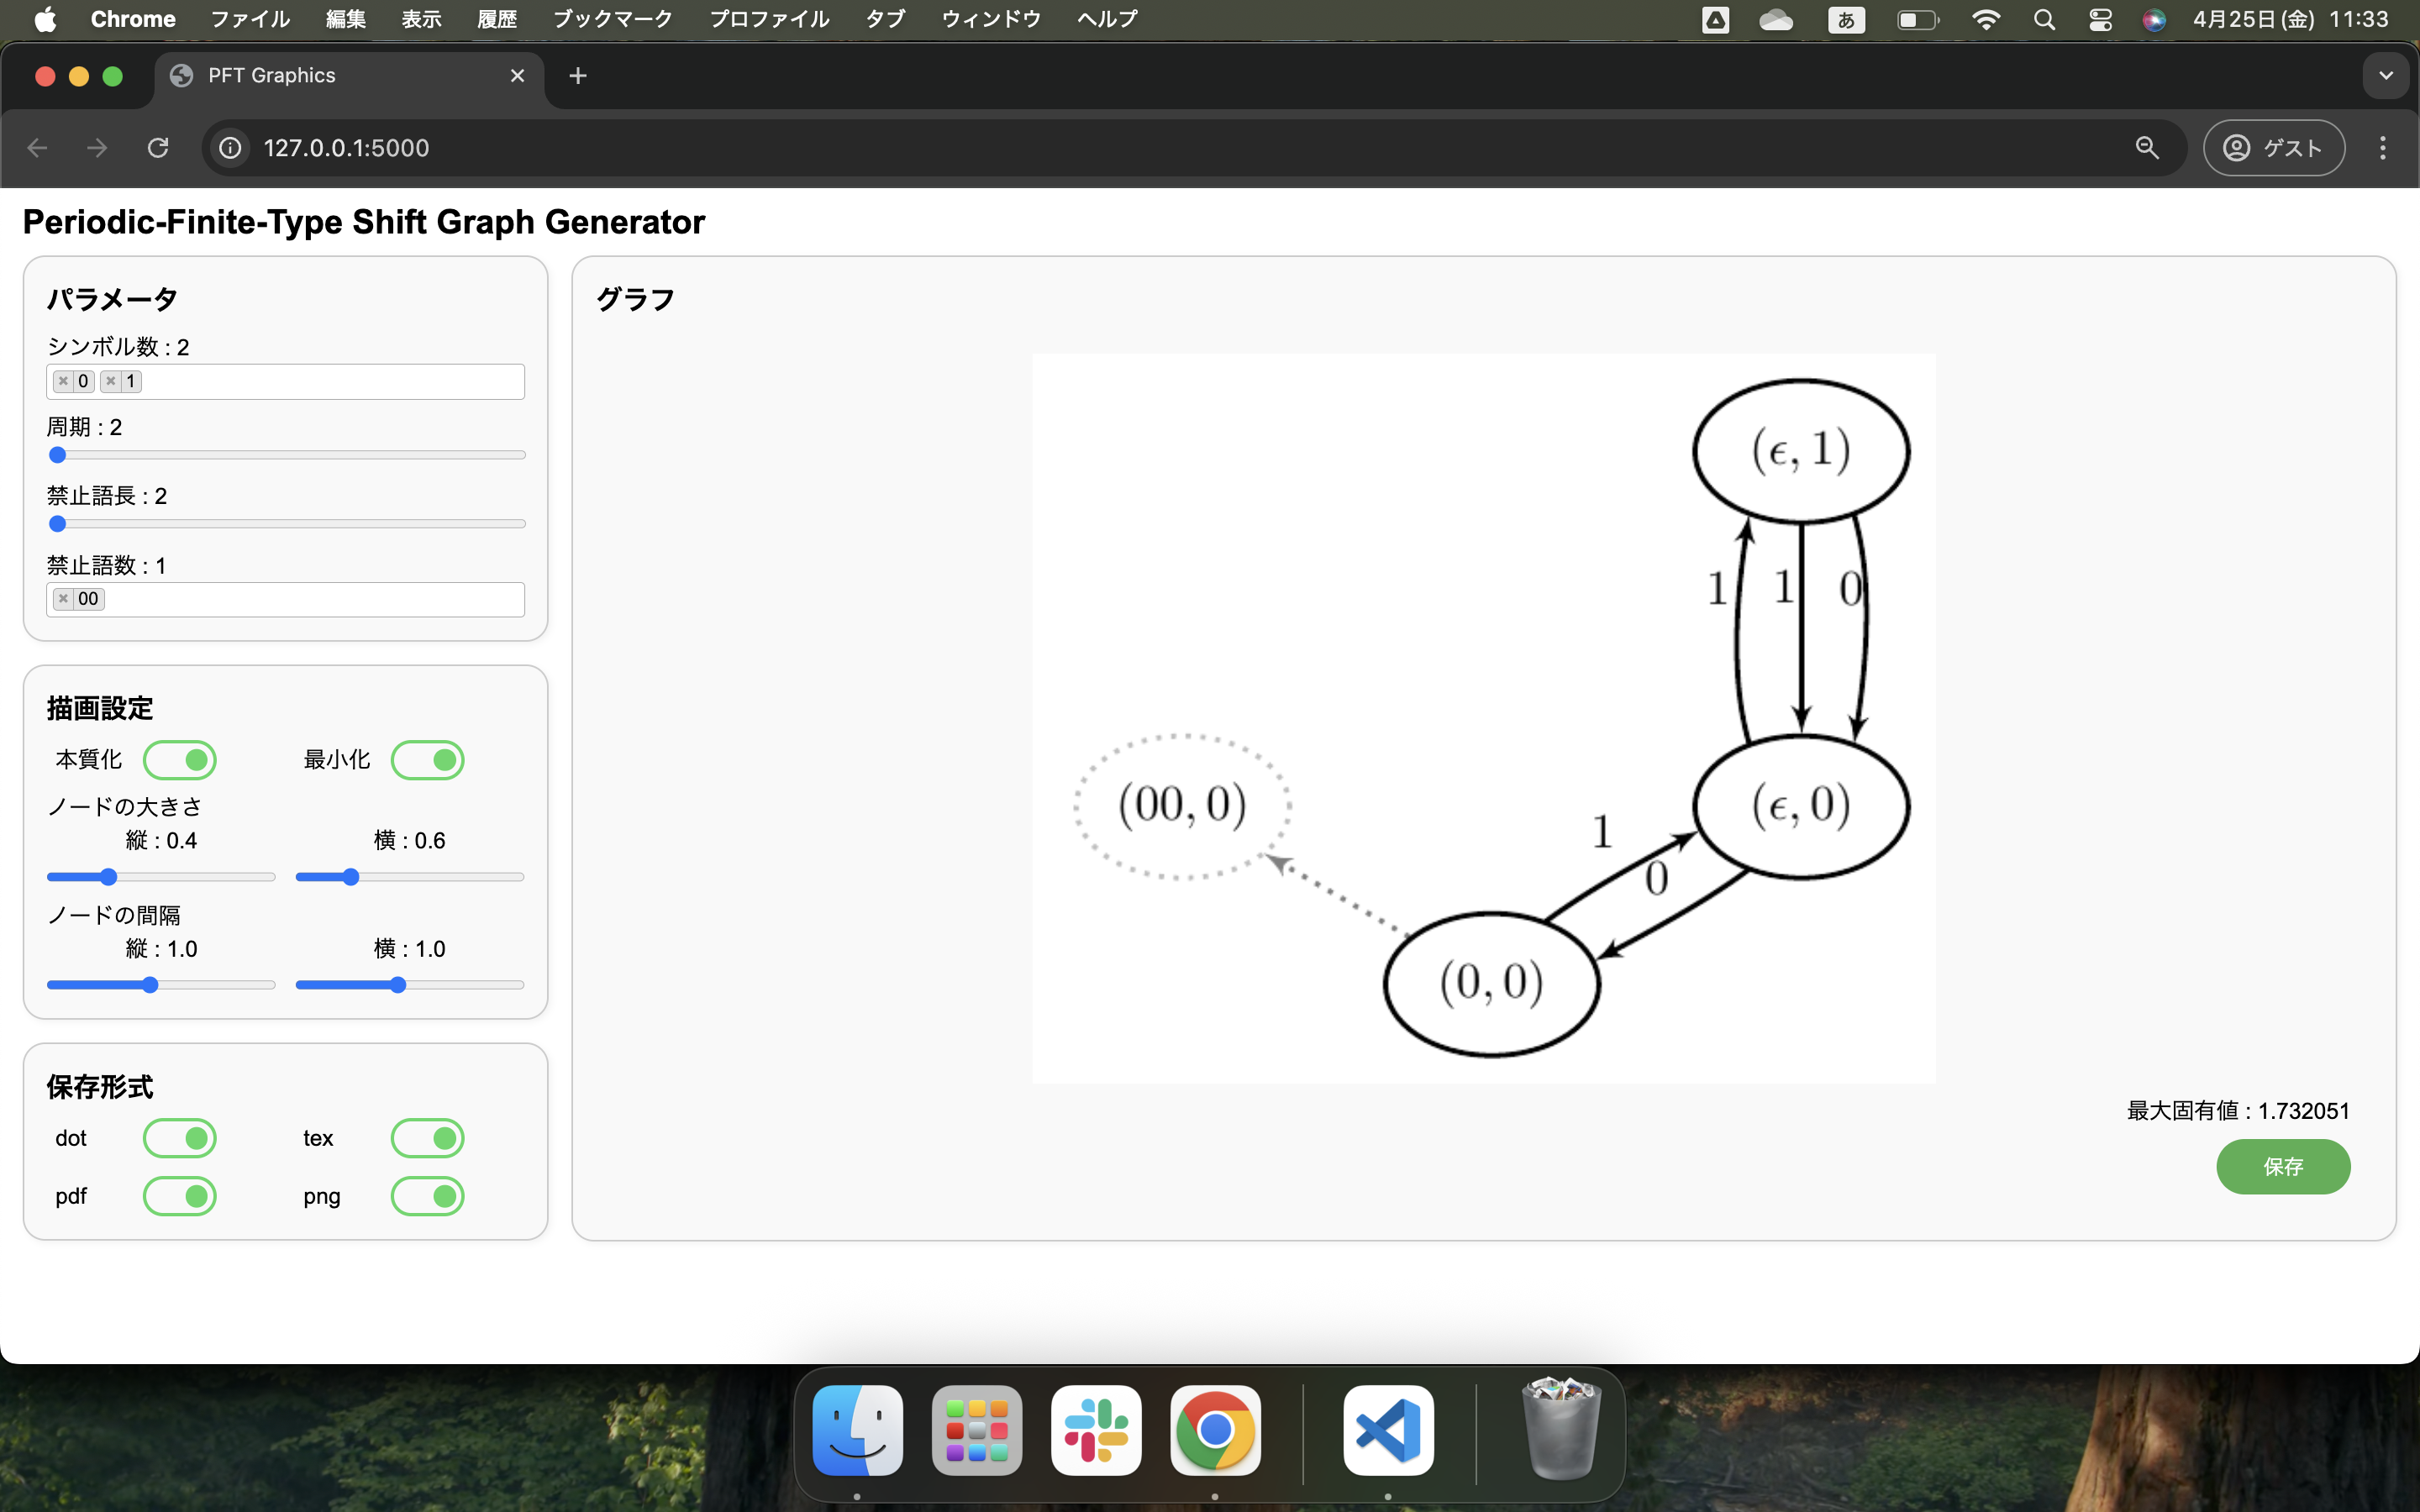 Chrome ファイル 編集 表示 履歴 ブックマーク プロファイル タブ ウィンドウ ヘルプ あ 4月25日(金) 11:33
PFT Graphics
127.0.0.1:5000 ゲスト
Periodic-Finite-Type Shift Graph Generator
パラメータ
シンボル数 : 2
× 0 × 1
周期 : 2
禁止語長 : 2
禁止語数 : 1
× 00
描画設定
本質化 最小化
ノードの大きさ
縦 : 0.4 横 : 0.6
ノードの間隔
縦 : 1.0 横 : 1.0
保存形式
dot tex
pdf png
グラフ
(ϵ, 1)
1 1 0
(00, 0)
(ϵ, 0)
1
0
(0, 0)
最大固有値 : 1.732051
保存